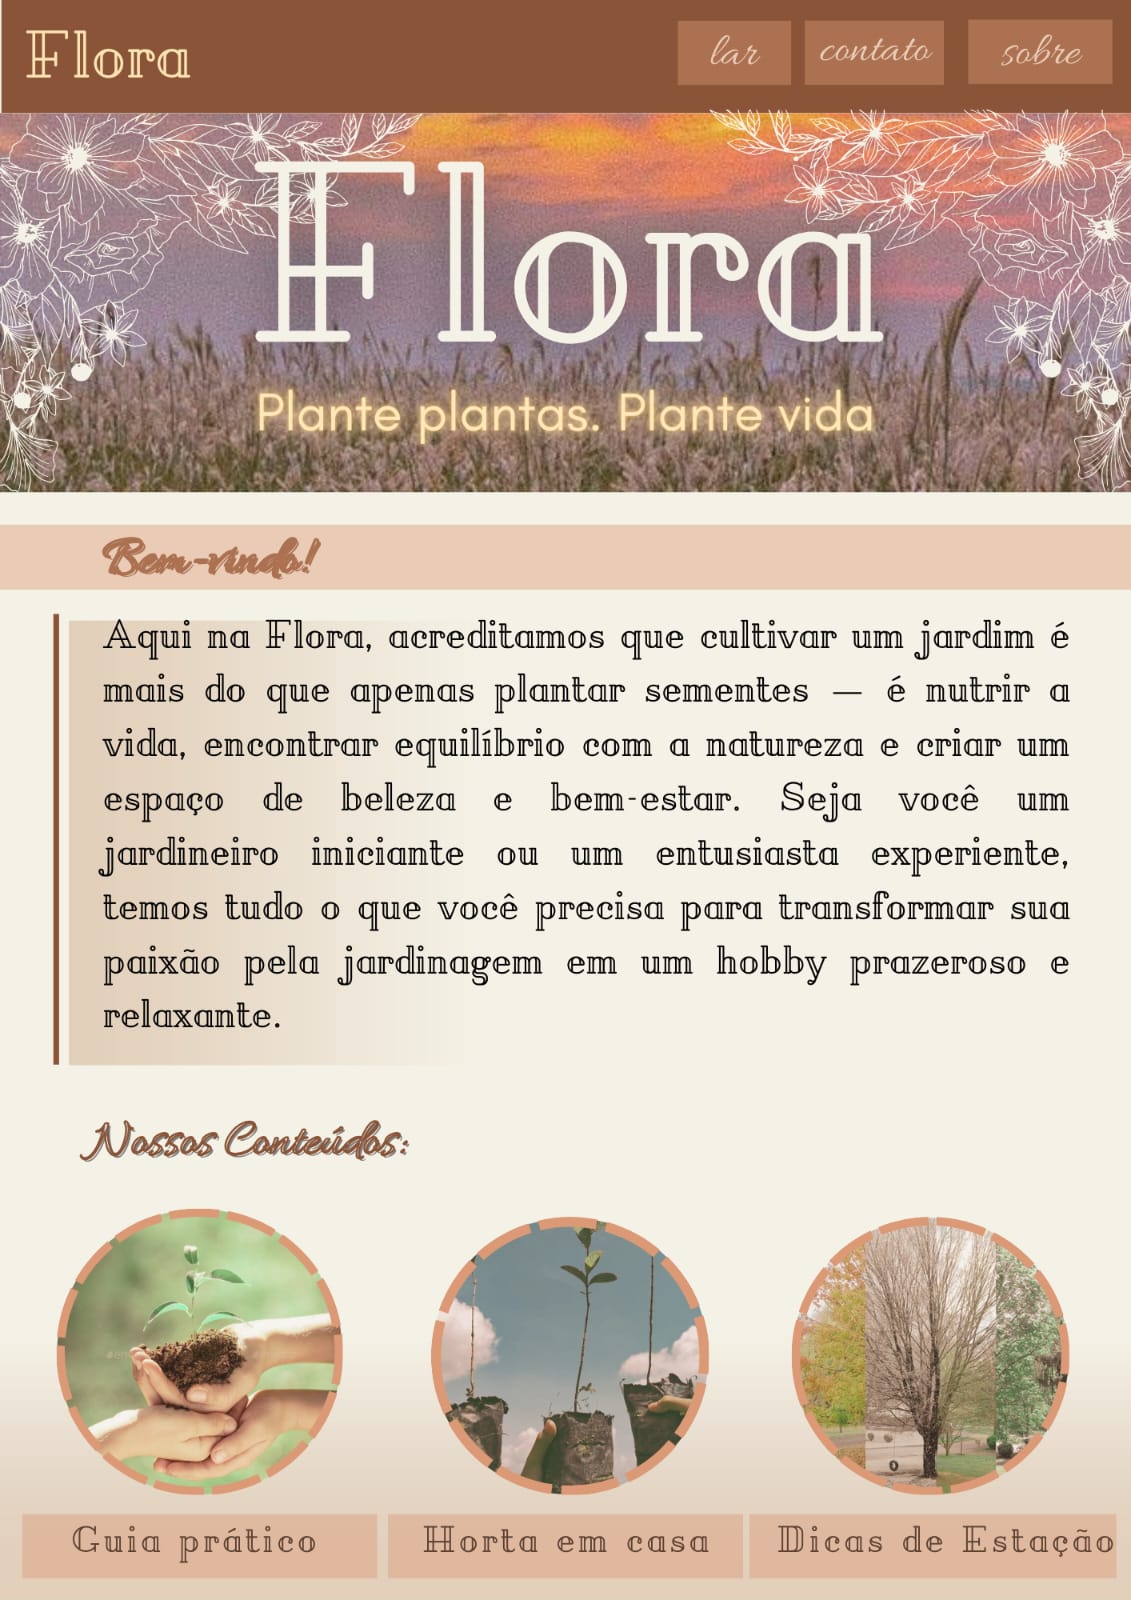 Flora
lar
contato
sobre
Flora
Plante plantas. Plante vida
Bem-vindo!
Aqui na Flora, acreditamos que cultivar um jardim é
mais do que apenas plantar sementes — é nutrir a
vida, encontrar equilíbrio com a natureza e criar um
espaço de beleza e bem-estar. Seja você um
jardineiro iniciante ou um entusiasta experiente,
temos tudo o que você precisa para transformar sua
paixão pela jardinagem em um hobby prazeroso e
relaxante.
Nossos Conteúdos:
Guia prático
Horta em casa
Dicas de Estação